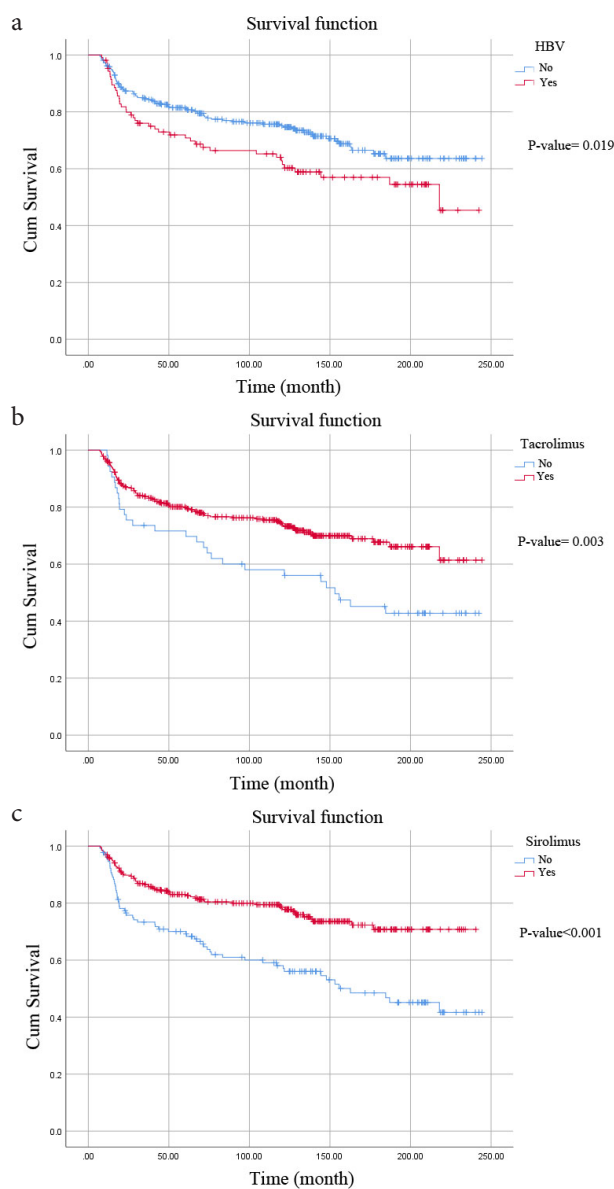 a
Survival function
HBV
No
Yes
P-value= 0.019
1.0
0.8
0.6
0.4
0.2
0.0
Cum Survival
.00 50.00 100.00 150.00 200.00 250.00
Time (month)
b
Survival function
Tacrolimus
No
Yes
P-value= 0.003
1.0
0.8
0.6
0.4
0.2
0.0
Cum Survival
.00 50.00 100.00 150.00 200.00 250.00
Time (month)
c
Survival function
Sirolimus
No
Yes
P-value<0.001
1.0
0.8
0.6
0.4
0.2
0.0
Cum Survival
.00 50.00 100.00 150.00 200.00 250.00
Time (month)